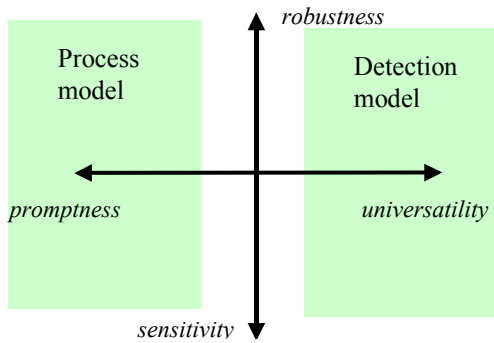 robustness
Process
model
Detection
model
promptness
universatility
sensitivity